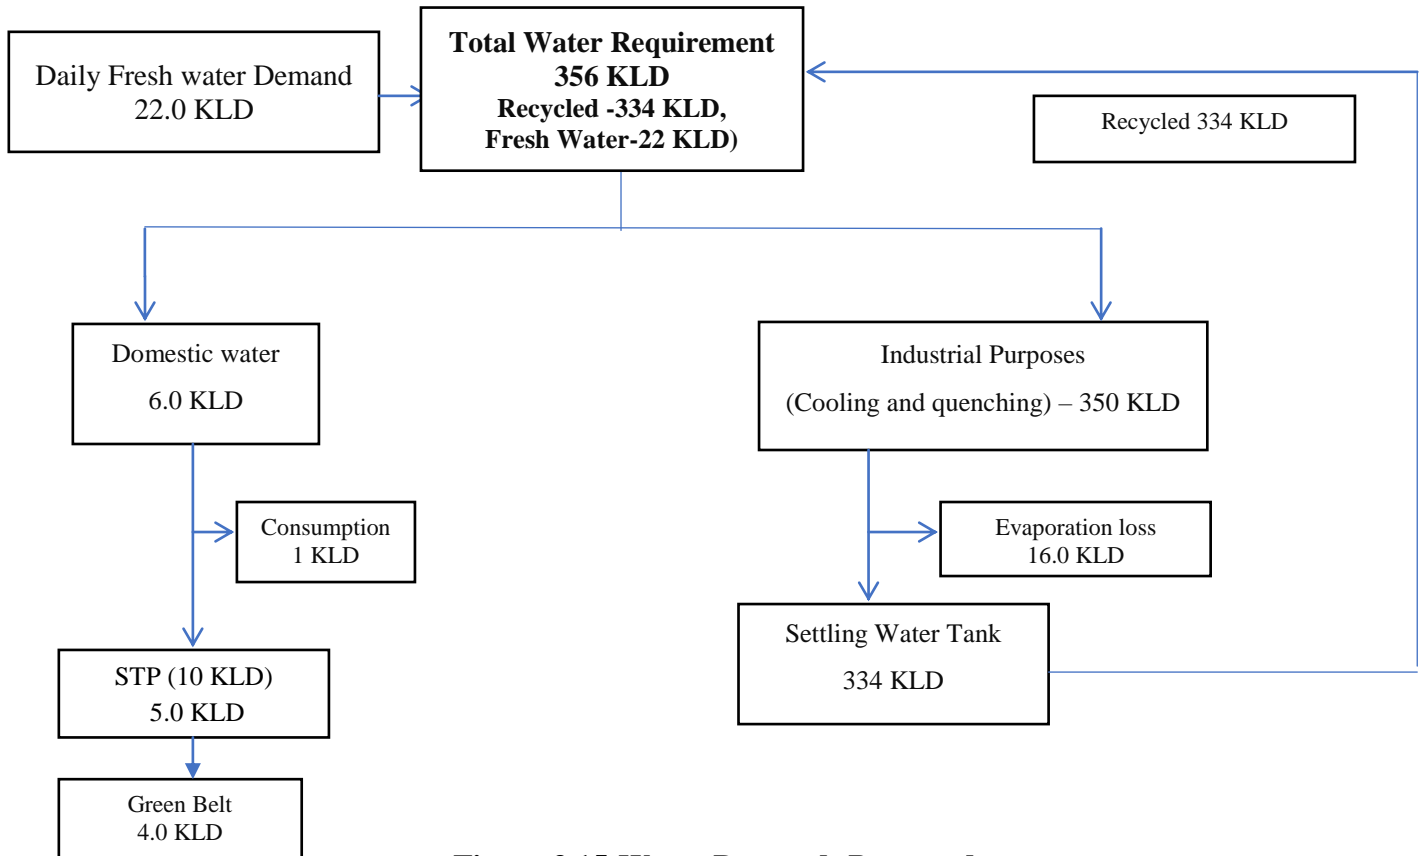 Daily Fresh water Demand
22.0 KLD
Total Water Requirement
356 KLD
Recycled -334 KLD,
Fresh Water-22 KLD)
Recycled 334 KLD
Domestic water
6.0 KLD
Industrial Purposes
(Cooling and quenching) – 350 KLD
Consumption
1 KLD
Evaporation loss
16.0 KLD
STP (10 KLD)
5.0 KLD
Settling Water Tank
334 KLD
Green Belt
4.0 KLD